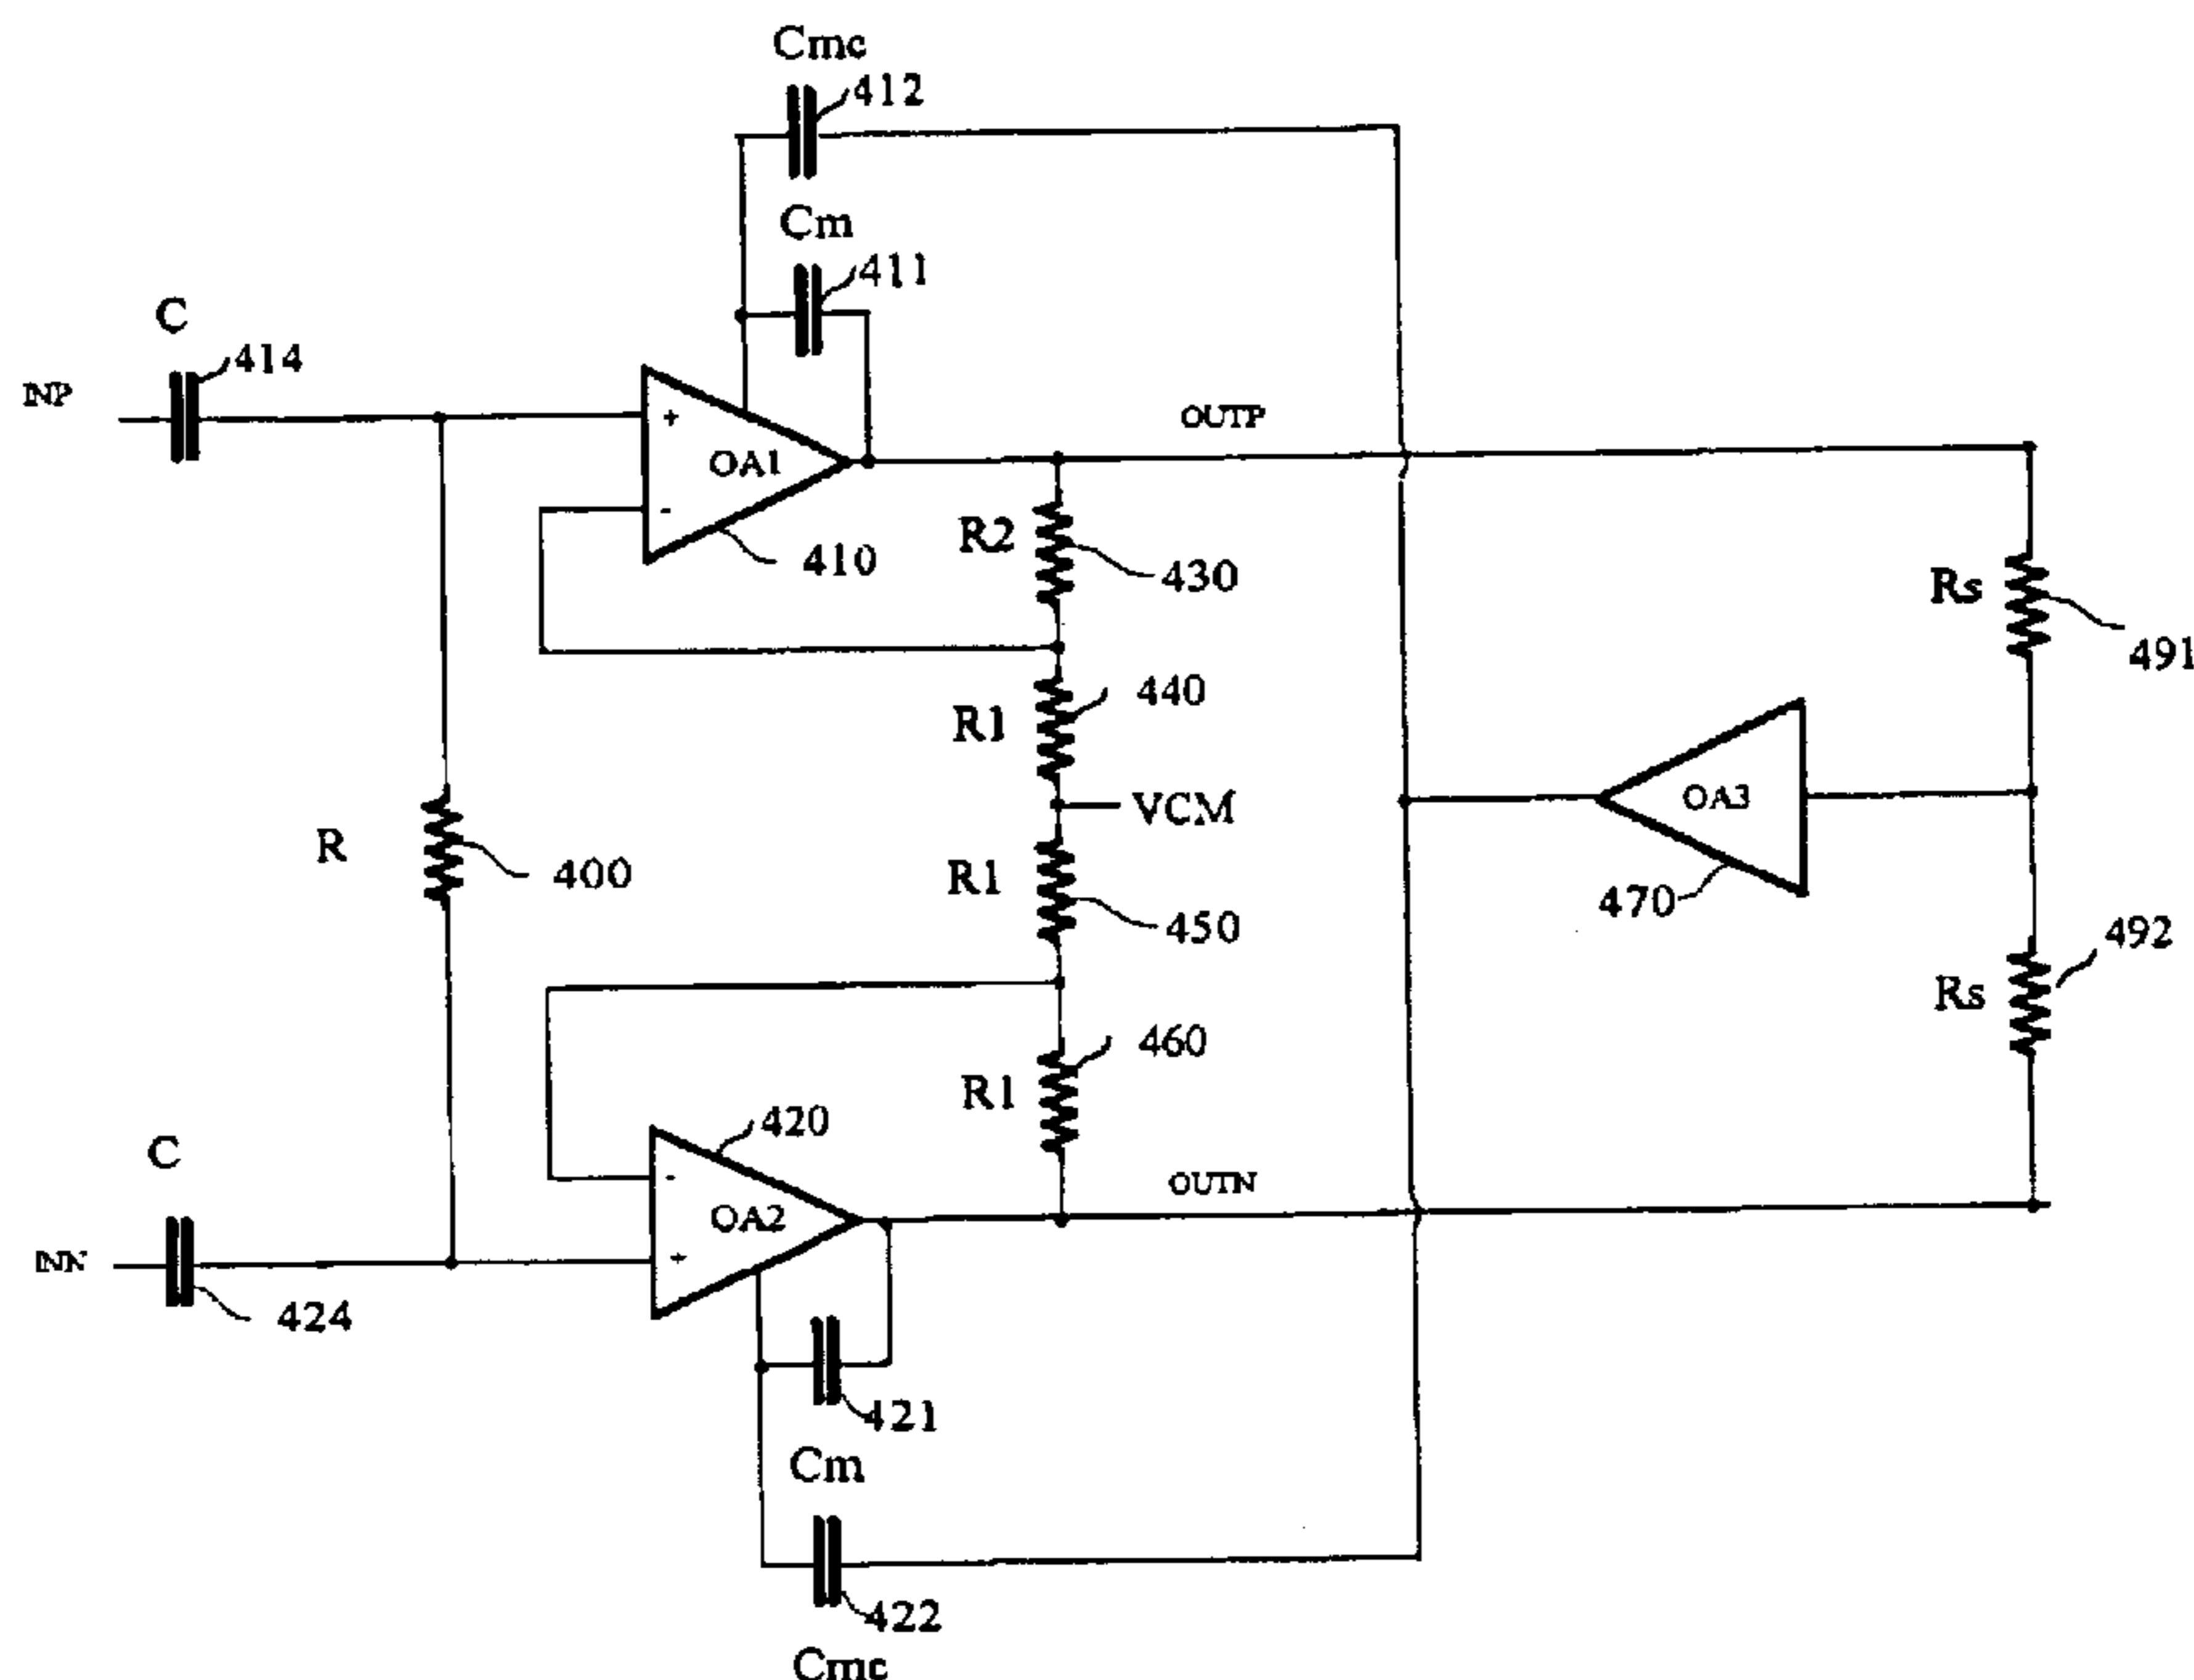 Cmc
412
Cm
411
C
414
INP
+
OUTP
OA1
-
R2
410
430
Rs
491
440
R1
OA3
VCM
R
400
R1
470
450
492
Rs
460
R1
420
C
-
OUTN
OA2
INN
+
424
421
Cm
422
Cmc